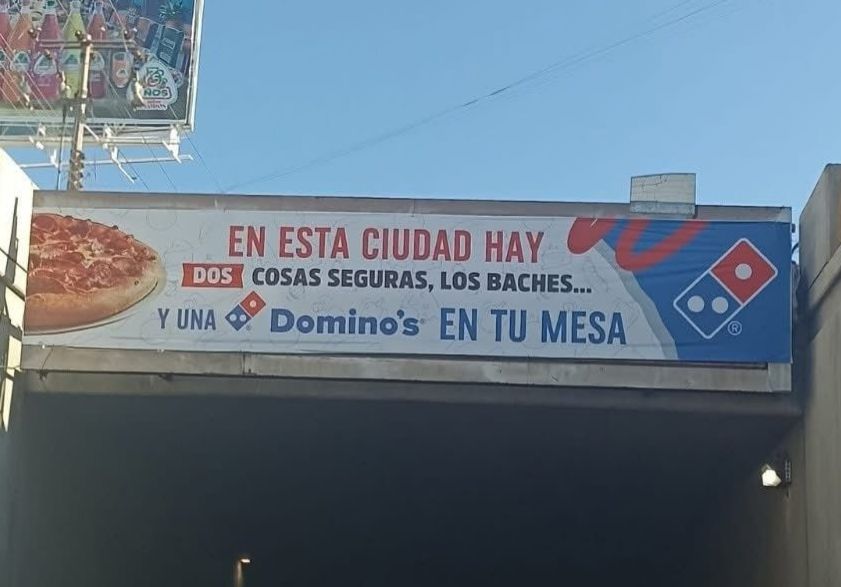 EN ESTA CIUDAD HAY
DOS COSAS SEGURAS, LOS BACHES...
Y UNA Domino's EN TU MESA
®